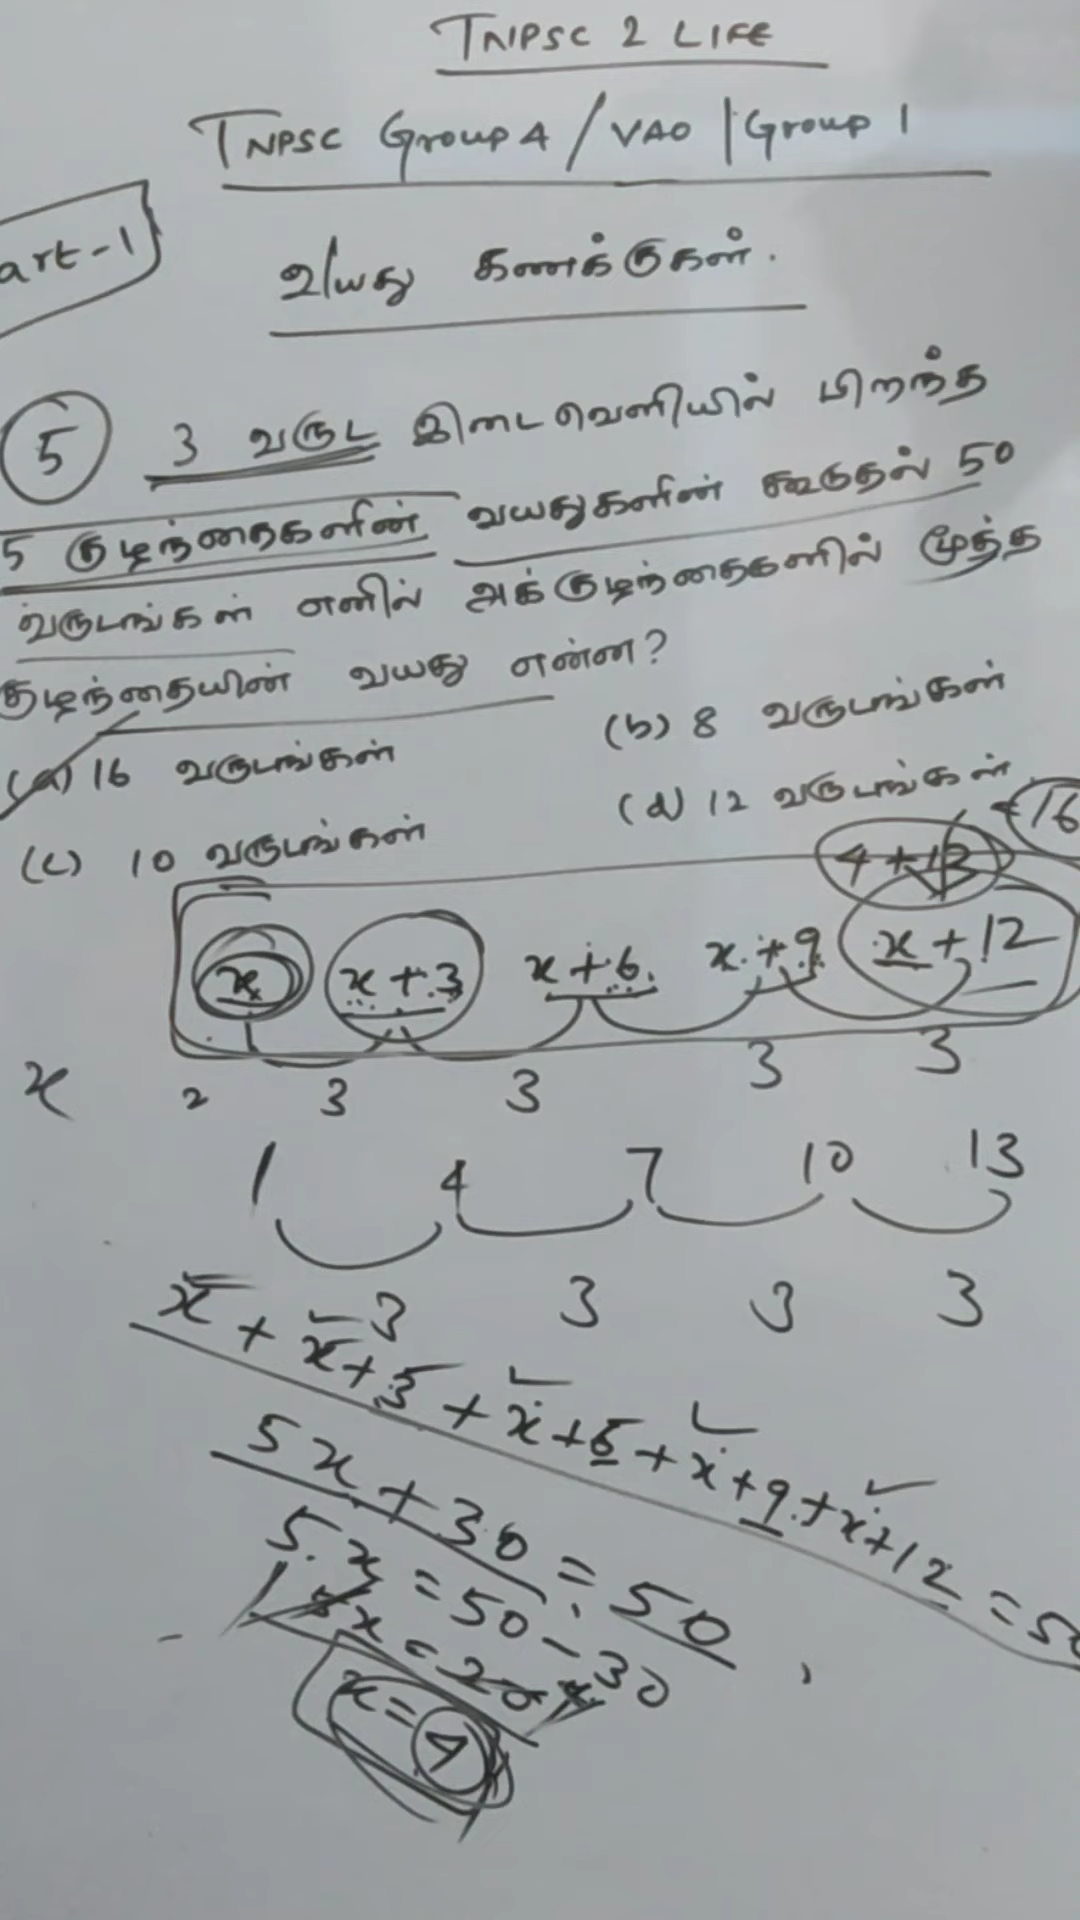 TNPSC 2 LIFE
TNPSC Group 4 / VAO | Group 1
art-1
வயது கணக்குகள்.
5 3 வருட இடைவெளியில் பிறந்த
5 குழந்தைகளின் வயதுகளின் கூடுதல் 50
வருடங்கள் எனில் அக்குழந்தைகளில் மூத்த
குழந்தையின் வயது என்ன?
(a) 16 வருடங்கள் (b) 8 வருடங்கள்
(c) 10 வருடங்கள் (d) 12 வருடங்கள்
4 + 12 = 16
x x + 3 x + 6 x + 9 x + 12
x 2 3 3 3 3
1 4 7 10 13
3 3 3 3
x + x + 3 + x + 6 + x + 9 + x + 12 = 50
5x + 30 = 50
5x = 50 - 30
5x = 20
x = 4